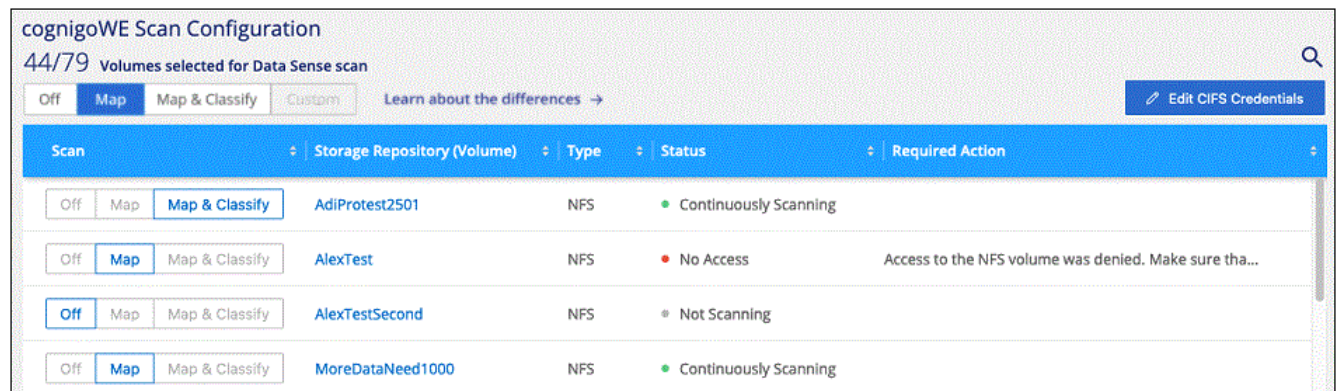 cognigoWE Scan Configuration
44/79 Volumes selected for Data Sense scan
Off Map Map & Classify Custom Learn about the differences → Edit CIFS Credentials
Scan Storage Repository (Volume) Type Status Required Action
Off Map Map & Classify AdiProtest2501 NFS Continuously Scanning
Off Map Map & Classify AlexTest NFS No Access Access to the NFS volume was denied. Make sure tha...
Off Map Map & Classify AlexTestSecond NFS Not Scanning
Off Map Map & Classify MoreDataNeed1000 NFS Continuously Scanning